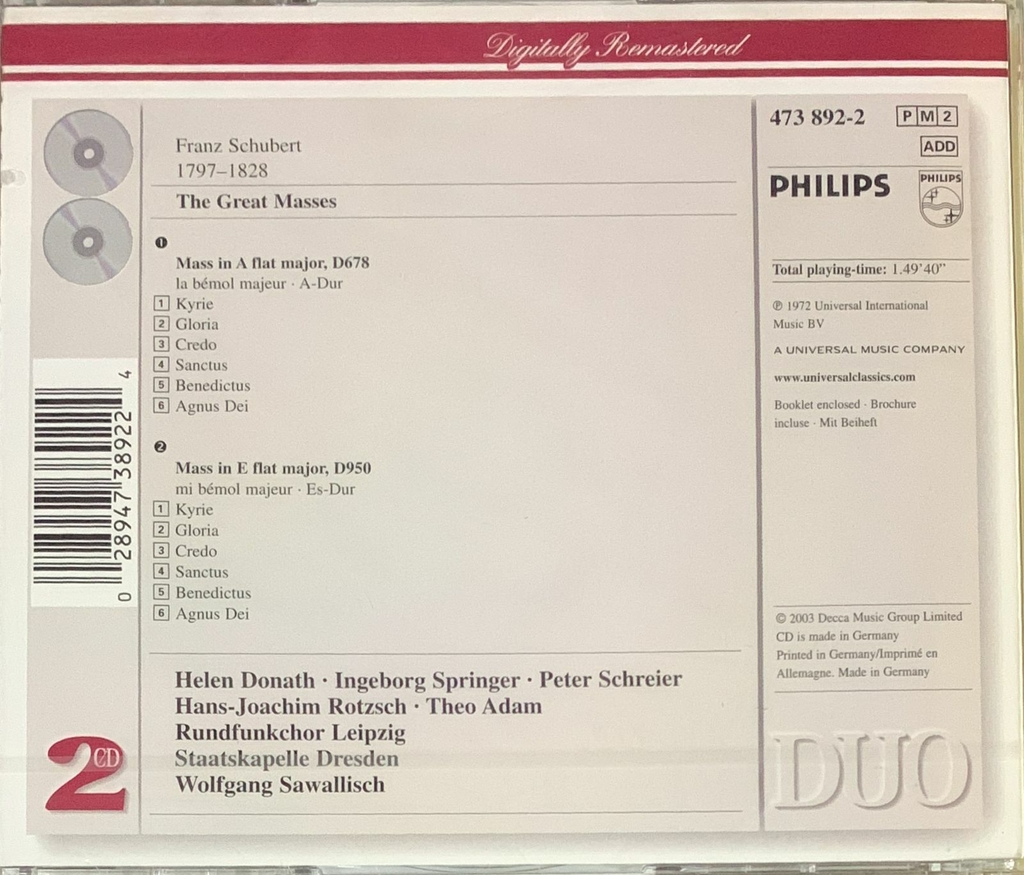 Digitally Remastered
Franz Schubert
1797–1828
The Great Masses
❶
Mass in A flat major, D678
la bémol majeur · A-Dur
1 Kyrie
2 Gloria
3 Credo
4 Sanctus
5 Benedictus
6 Agnus Dei
❷
Mass in E flat major, D950
mi bémol majeur · Es-Dur
1 Kyrie
2 Gloria
3 Credo
4 Sanctus
5 Benedictus
6 Agnus Dei
Helen Donath · Ingeborg Springer · Peter Schreier
Hans-Joachim Rotzsch · Theo Adam
Rundfunkchor Leipzig
Staatskapelle Dresden
Wolfgang Sawallisch
0 28947 38922 4
2CD
473 892-2
P M 2
ADD
PHILIPS
PHILIPS
Total playing-time: 1.49'40"
℗ 1972 Universal International
Music BV
A UNIVERSAL MUSIC COMPANY
www.universalclassics.com
Booklet enclosed · Brochure
incluse · Mit Beiheft
© 2003 Decca Music Group Limited
CD is made in Germany
Printed in Germany/Imprimé en
Allemagne. Made in Germany
DUO